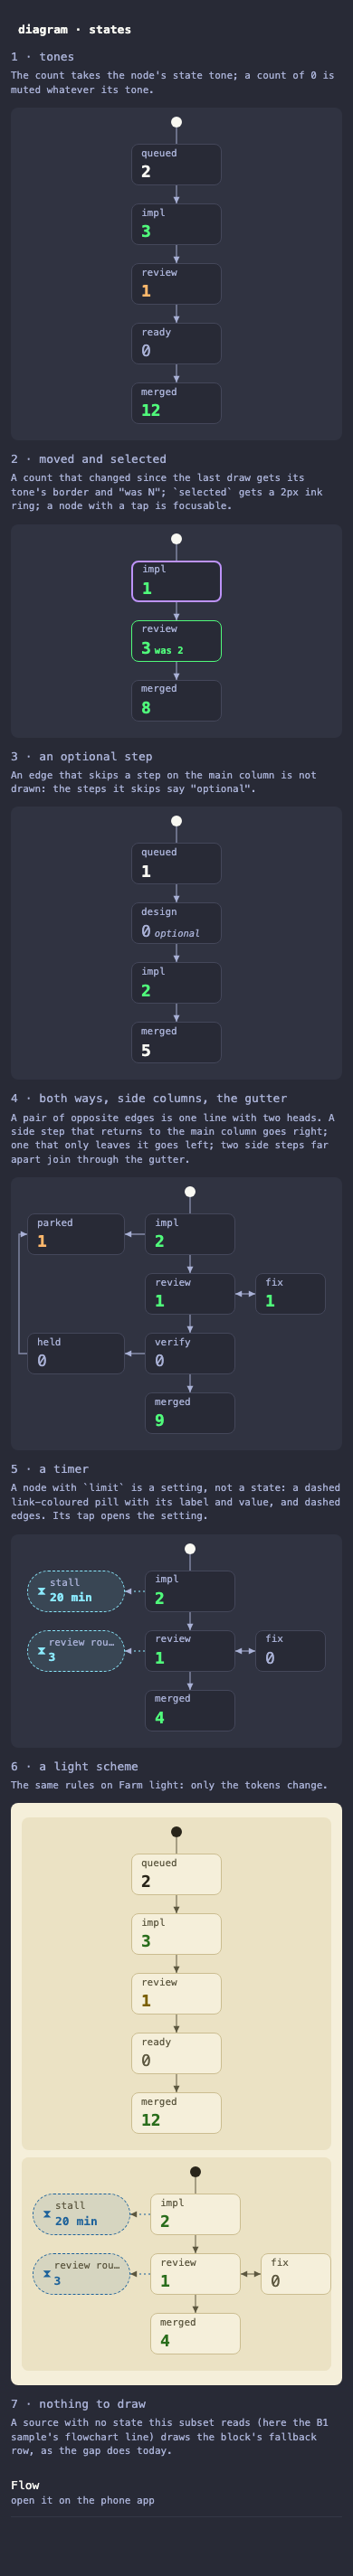 diagram · states
1 · tones
The count takes the node's state tone; a count of 0 is
muted whatever its tone.
queued
2
impl
3
review
1
ready
0
merged
12
2 · moved and selected
A count that changed since the last draw gets its
tone's border and "was N"; `selected` gets a 2px ink
ring; a node with a tap is focusable.
impl
1
review
3 was 2
merged
8
3 · an optional step
An edge that skips a step on the main column is not
drawn: the steps it skips say "optional".
queued
1
design
0 optional
impl
2
merged
5
4 · both ways, side columns, the gutter
A pair of opposite edges is one line with two heads. A
side step that returns to the main column goes right;
one that only leaves it goes left; two side steps far
apart join through the gutter.
parked
1
impl
2
review
1
fix
1
held
0
verify
0
merged
9
5 · a timer
A node with `limit` is a setting, not a state: a dashed
link-coloured pill with its label and value, and dashed
edges. Its tap opens the setting.
stall
20 min
impl
2
review rou…
3
review
1
fix
0
merged
4
6 · a light scheme
The same rules on Farm light: only the tokens change.
queued
2
impl
3
review
1
ready
0
merged
12
stall
20 min
impl
2
review rou…
3
review
1
fix
0
merged
4
7 · nothing to draw
A source with no state this subset reads (here the B1
sample's flowchart line) draws the block's fallback
row, as the gap does today.
Flow
open it on the phone app